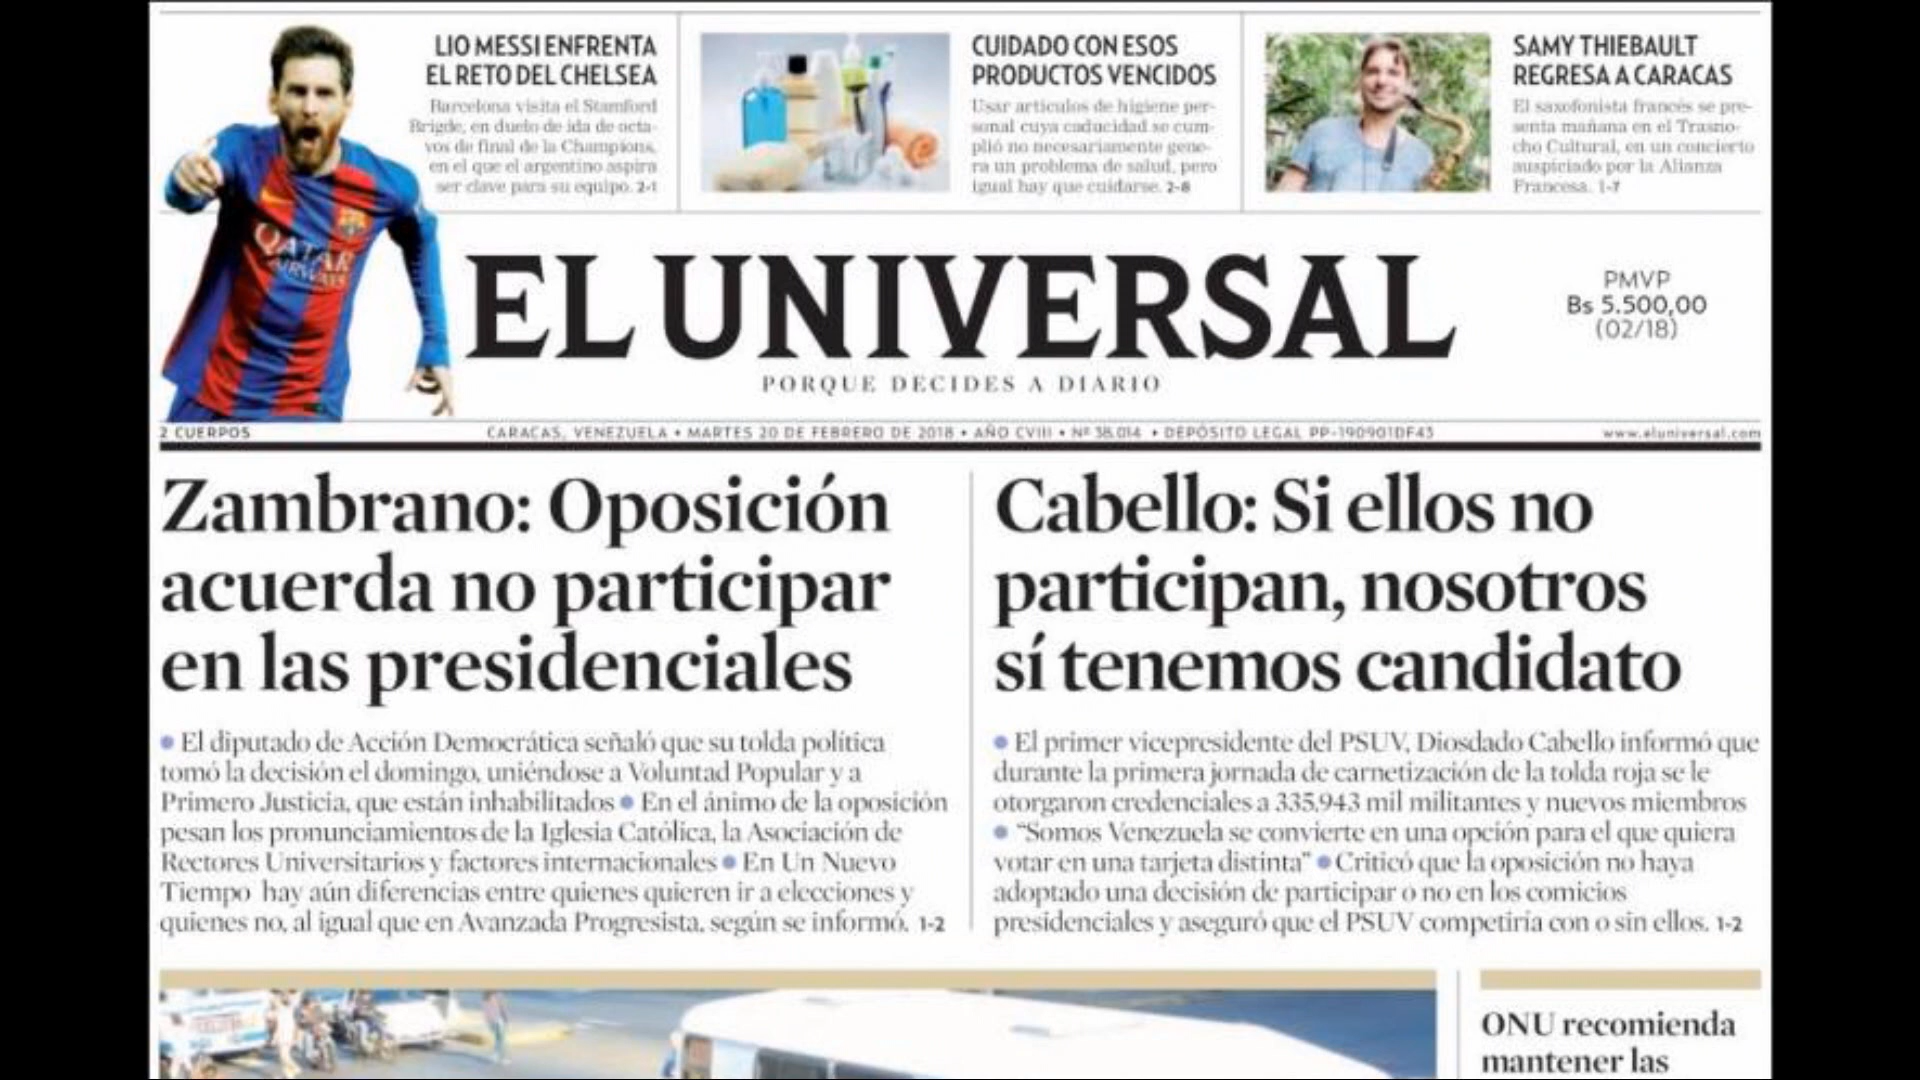 LIO MESSI ENFRENTA
EL RETO DEL CHELSEA
Barcelona visita el Stamford
Brigde, en duelo de ida de octa-
vos de final de la Champions,
en el que el argentino aspira
ser clave para su equipo. 2-1
CUIDADO CON ESOS
PRODUCTOS VENCIDOS
Usar artículos de higiene per-
sonal cuya caducidad se cum-
plió no necesariamente gene-
ra un problema de salud, pero
igual hay que cuidarse. 2-8
SAMY THIEBAULT
REGRESA A CARACAS
El saxofonista francés se pre-
senta mañana en el Trasno-
cho Cultural, en un concierto
auspiciado por la Alianza
Francesa. 1-7
QATAR
AIRWAYS
EL UNIVERSAL
PORQUE DECIDES A DIARIO
PMVP
Bs 5.500,00
(02/18)
2 CUERPOS
CARACAS, VENEZUELA • MARTES 20 DE FEBRERO DE 2018 • AÑO CVIII • Nº 38.014 • DEPÓSITO LEGAL PP-190901DF43
www.eluniversal.com
Zambrano: Oposición
acuerda no participar
en las presidenciales
• El diputado de Acción Democrática señaló que su tolda política
tomó la decisión el domingo, uniéndose a Voluntad Popular y a
Primero Justicia, que están inhabilitados • En el ánimo de la oposición
pesan los pronunciamientos de la Iglesia Católica, la Asociación de
Rectores Universitarios y factores internacionales • En Un Nuevo
Tiempo hay aún diferencias entre quienes quieren ir a elecciones y
quienes no, al igual que en Avanzada Progresista, según se informó. 1-2
Cabello: Si ellos no
participan, nosotros
sí tenemos candidato
• El primer vicepresidente del PSUV, Diosdado Cabello informó que
durante la primera jornada de carnetización de la tolda roja se le
otorgaron credenciales a 335.943 mil militantes y nuevos miembros
• "Somos Venezuela se convierte en una opción para el que quiera
votar en una tarjeta distinta" • Criticó que la oposición no haya
adoptado una decisión de participar o no en los comicios
presidenciales y aseguró que el PSUV competiría con o sin ellos. 1-2
ONU recomienda
mantener las